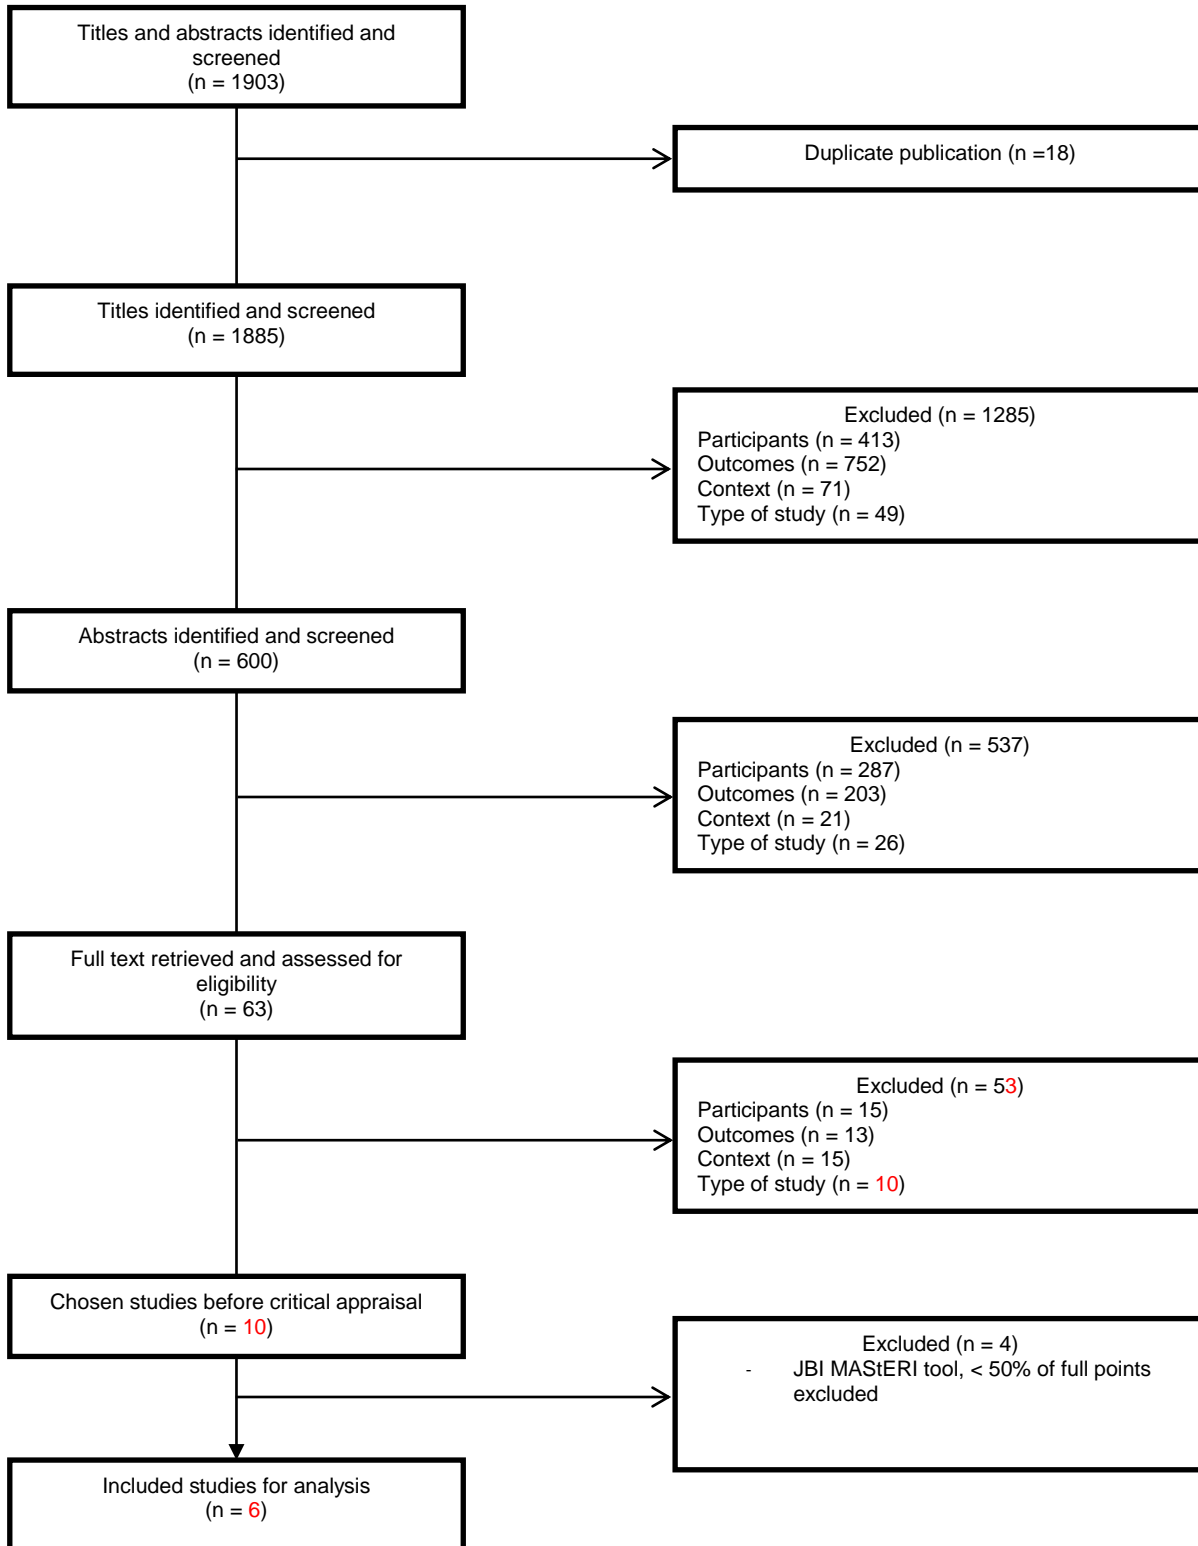 Titles and abstracts identified and
screened
(n = 1903)
Duplicate publication (n =18)
Titles identified and screened
(n = 1885)
Excluded (n = 1285)
Participants (n = 413)
Outcomes (n = 752)
Context (n = 71)
Type of study (n = 49)
Abstracts identified and screened
(n = 600)
Excluded (n = 537)
Participants (n = 287)
Outcomes (n = 203)
Context (n = 21)
Type of study (n = 26)
Full text retrieved and assessed for
eligibility
(n = 63)
Excluded (n = 53)
Participants (n = 15)
Outcomes (n = 13)
Context (n = 15)
Type of study (n = 10)
Chosen studies before critical appraisal
(n = 10)
Excluded (n = 4)
- JBI MAStERI tool, < 50% of full points
excluded
Included studies for analysis
(n = 6)